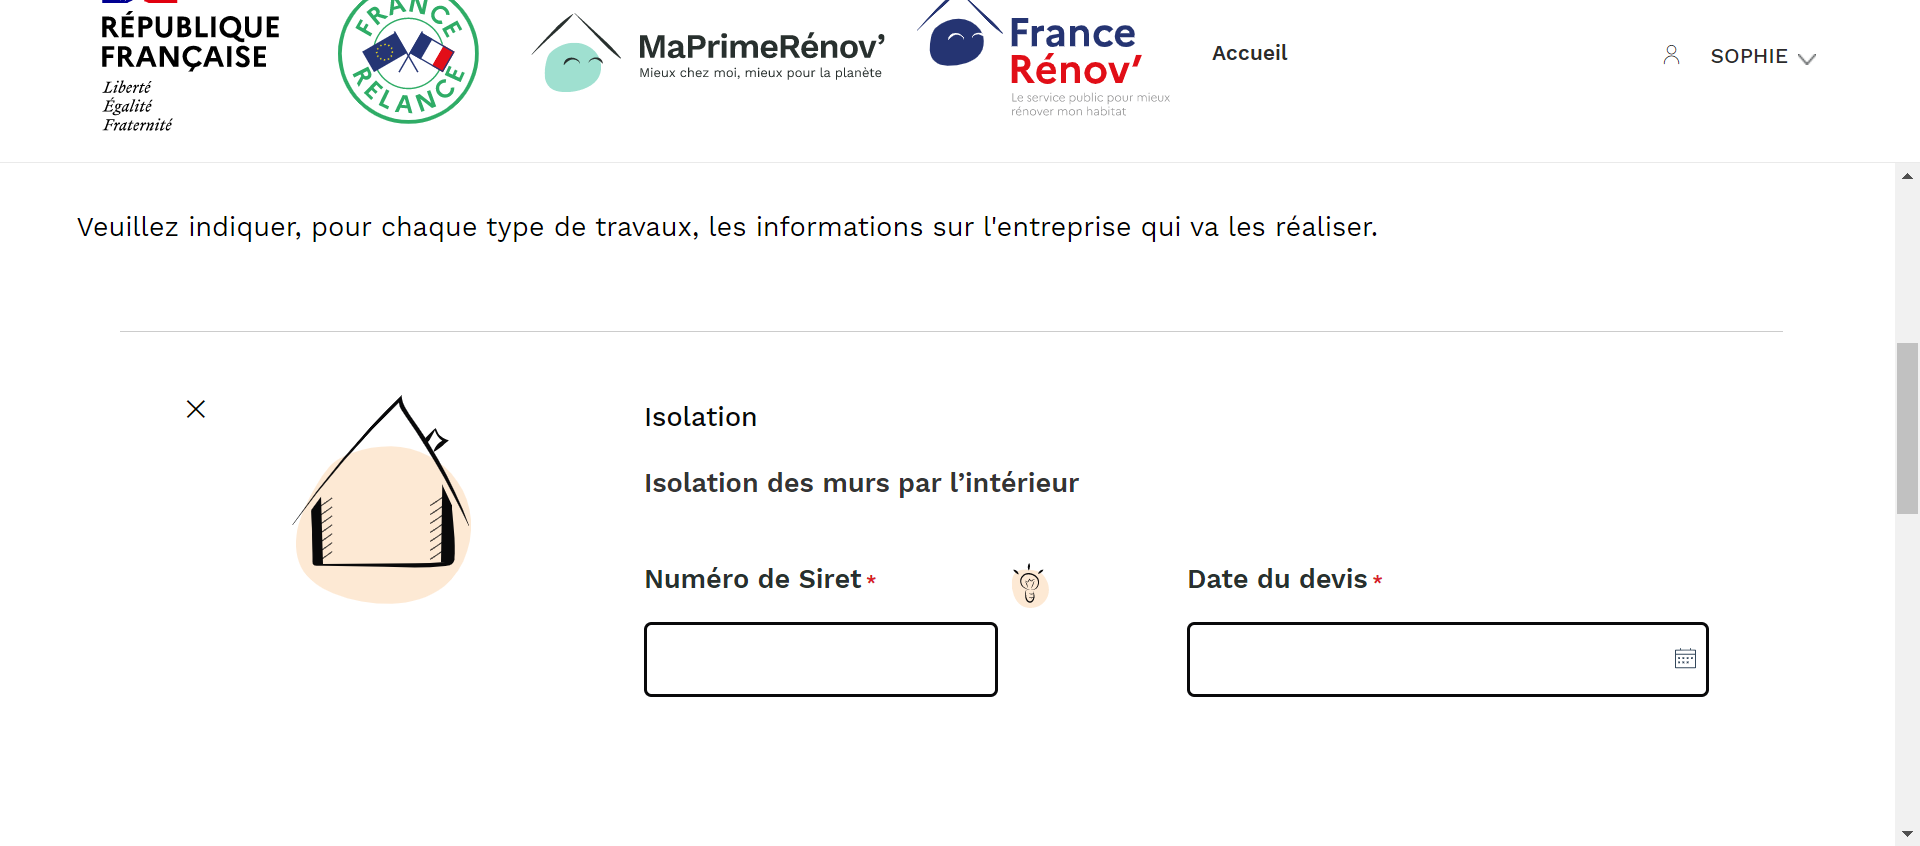 RÉPUBLIQUE
FRANÇAISE
Liberté
Égalité
Fraternité
FRANCE
RELANCE
MaPrimeRénov’
Mieux chez moi, mieux pour la planète
France
Rénov’
Le service public pour mieux
rénover mon habitat
Accueil
SOPHIE
Veuillez indiquer, pour chaque type de travaux, les informations sur l'entreprise qui va les réaliser.
Isolation
Isolation des murs par l’intérieur
Numéro de Siret *
Date du devis *